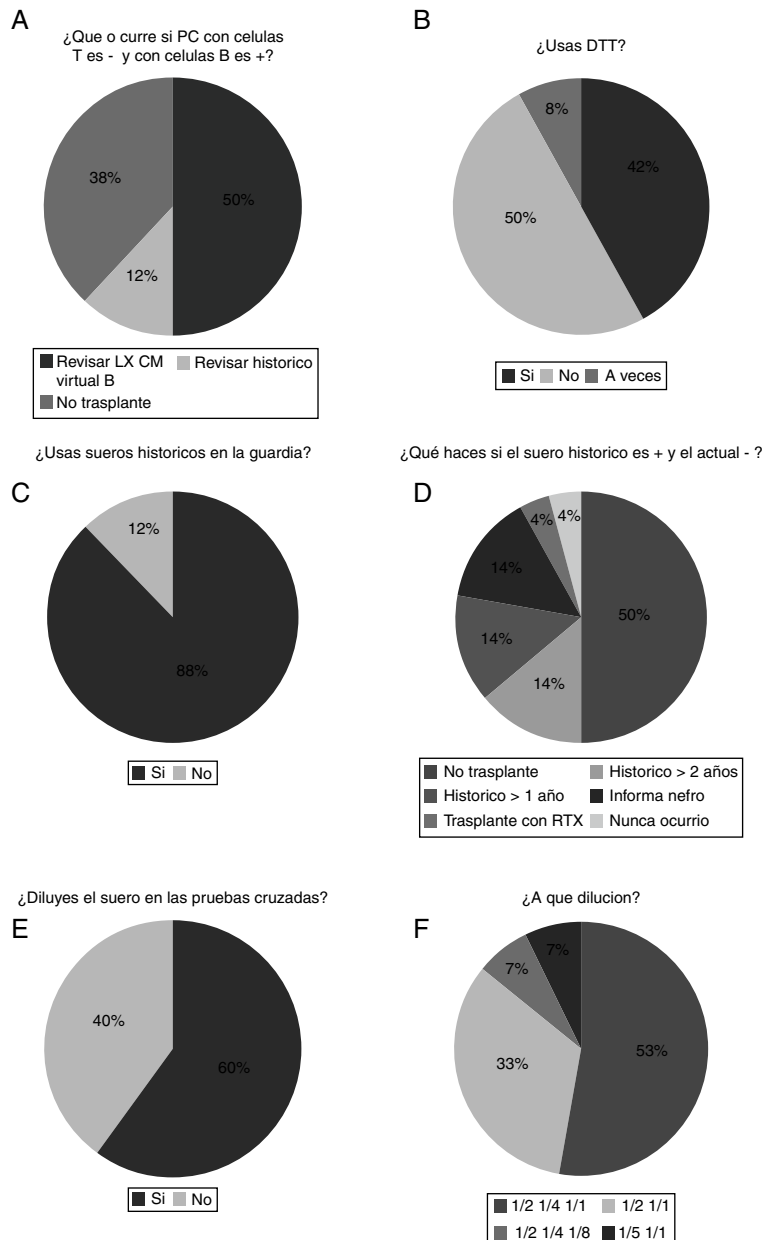 A
¿Que o curre si PC con celulas
T es - y con celulas B es +?
38%
50%
12%
Revisar LX CM
virtual B
Revisar historico
No trasplante
B
¿Usas DTT?
8%
42%
50%
Si No A veces
¿Usas sueros historicos en la guardia?
C
12%
88%
Si No
¿Qué haces si el suero historico es + y el actual - ?
D
4%
4%
14%
50%
14%
14%
No trasplante Historico > 2 años
Historico > 1 año Informa nefro
Trasplante con RTX Nunca ocurrio
¿Diluyes el suero en las pruebas cruzadas?
E
40%
60%
Si No
¿A que dilucion?
F
7%
7%
33%
53%
1/2 1/4 1/1 1/2 1/1
1/2 1/4 1/8 1/5 1/1